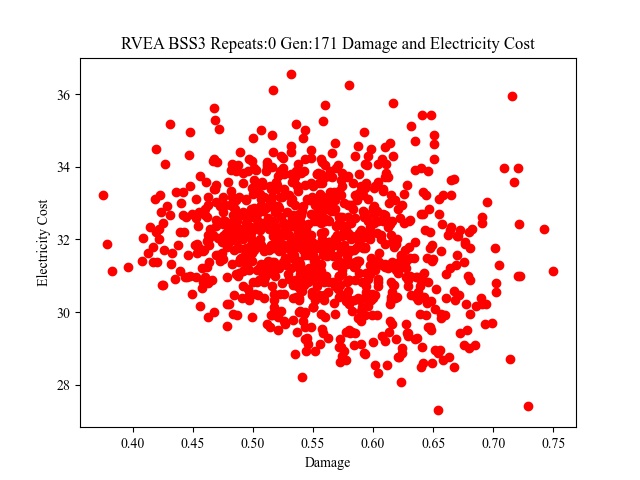 RVEA BSS3 Repeats:0 Gen:171 Damage and Electricity Cost
Electricity Cost
36
34
32
30
28
0.40 0.45 0.50 0.55 0.60 0.65 0.70 0.75
Damage